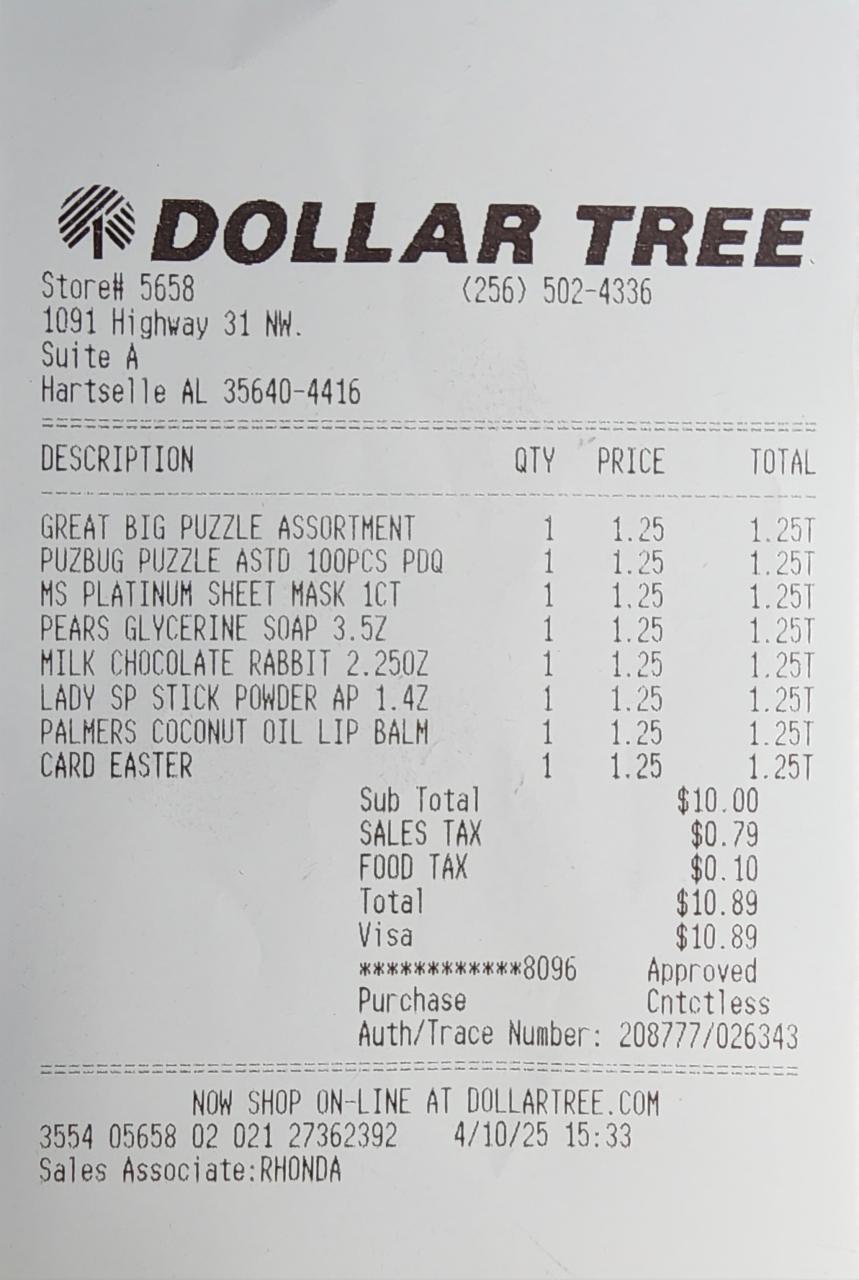 DOLLAR TREE
Store# 5658 (256) 502-4336
1091 Highway 31 NW.
Suite A
Hartselle AL 35640-4416
DESCRIPTION QTY PRICE TOTAL
GREAT BIG PUZZLE ASSORTMENT 1 1.25 1.25T
PUZBUG PUZZLE ASTD 100PCS PDQ 1 1.25 1.25T
MS PLATINUM SHEET MASK 1CT 1 1.25 1.25T
PEARS GLYCERINE SOAP 3.5Z 1 1.25 1.25T
MILK CHOCOLATE RABBIT 2.25OZ 1 1.25 1.25T
LADY SP STICK POWDER AP 1.4Z 1 1.25 1.25T
PALMERS COCONUT OIL LIP BALM 1 1.25 1.25T
CARD EASTER 1 1.25 1.25T
Sub Total $10.00
SALES TAX $0.79
FOOD TAX $0.10
Total $10.89
Visa $10.89
************8096 Approved
Purchase Cntctless
Auth/Trace Number: 208777/026343
NOW SHOP ON-LINE AT DOLLARTREE.COM
3554 05658 02 021 27362392 4/10/25 15:33
Sales Associate:RHONDA